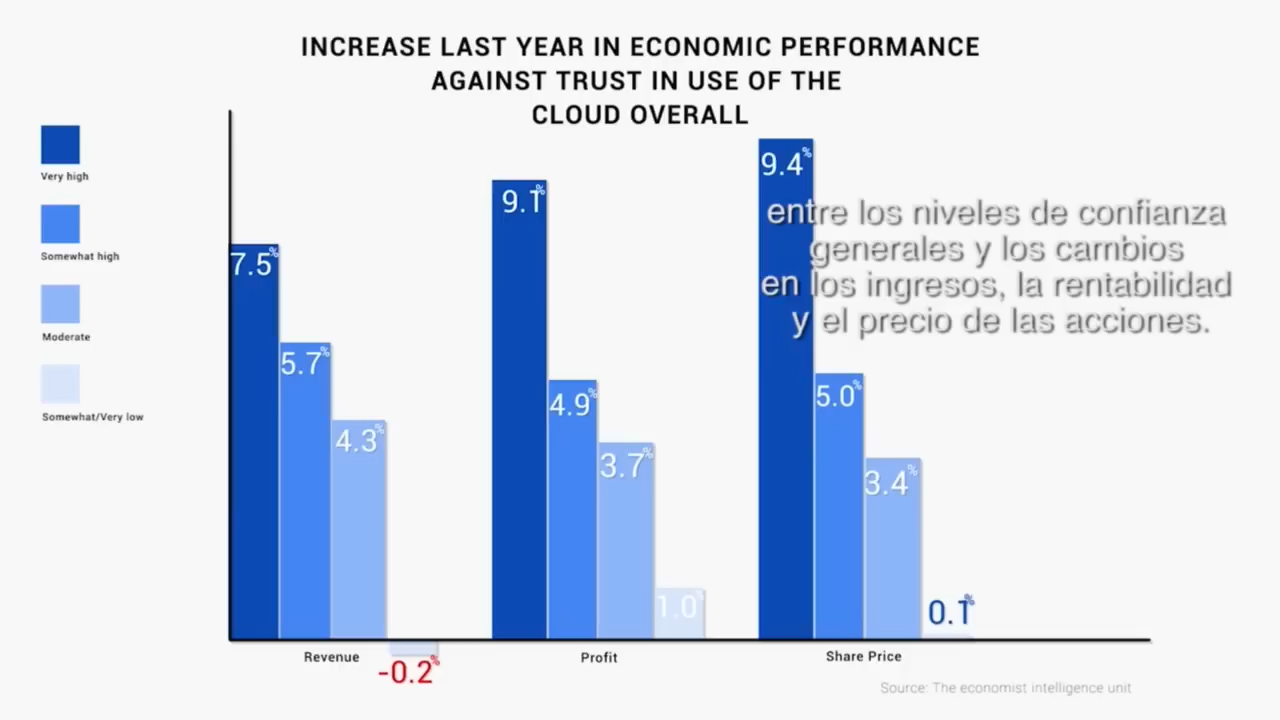 INCREASE LAST YEAR IN ECONOMIC PERFORMANCE
AGAINST TRUST IN USE OF THE
CLOUD OVERALL
Very high
Somewhat high
Moderate
Somewhat/Very low
7.5%
5.7%
4.3%
-0.2%
9.1%
4.9%
3.7%
1.0%
9.4%
5.0%
3.4%
0.1%
entre los niveles de confianza
generales y los cambios
en los ingresos, la rentabilidad
y el precio de las acciones.
Revenue
Profit
Share Price
Source: The economist intelligence unit